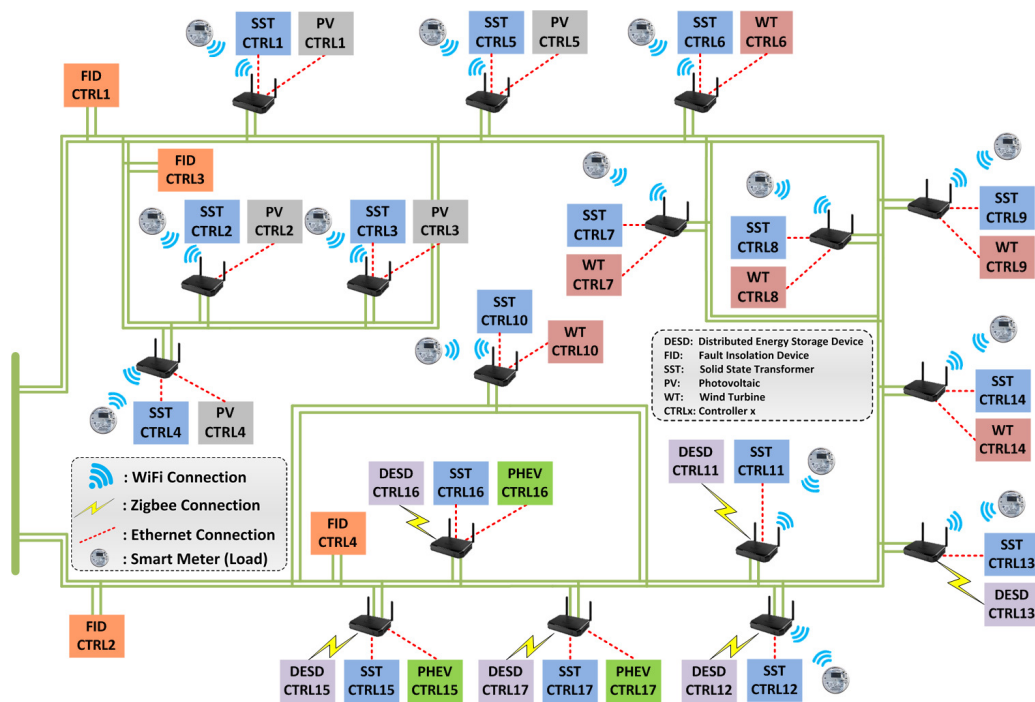 SST
CTRL1
PV
CTRL1
SST
CTRL5
PV
CTRL5
SST
CTRL6
WT
CTRL6
FID
CTRL1
FID
CTRL3
SST
CTRL2
PV
CTRL2
SST
CTRL3
PV
CTRL3
SST
CTRL7
WT
CTRL7
SST
CTRL8
WT
CTRL8
SST
CTRL9
WT
CTRL9
SST
CTRL10
WT
CTRL10
DESD: Distributed Energy Storage Device
FID: Fault Insolation Device
SST: Solid State Transformer
PV: Photovoltaic
WT: Wind Turbine
CTRLx: Controller x
SST
CTRL4
PV
CTRL4
SST
CTRL14
WT
CTRL14
: WiFi Connection
: Zigbee Connection
: Ethernet Connection
: Smart Meter (Load)
DESD
CTRL16
SST
CTRL16
PHEV
CTRL16
DESD
CTRL11
SST
CTRL11
FID
CTRL4
SST
CTRL13
DESD
CTRL13
FID
CTRL2
DESD
CTRL15
SST
CTRL15
PHEV
CTRL15
DESD
CTRL17
SST
CTRL17
PHEV
CTRL17
DESD
CTRL12
SST
CTRL12